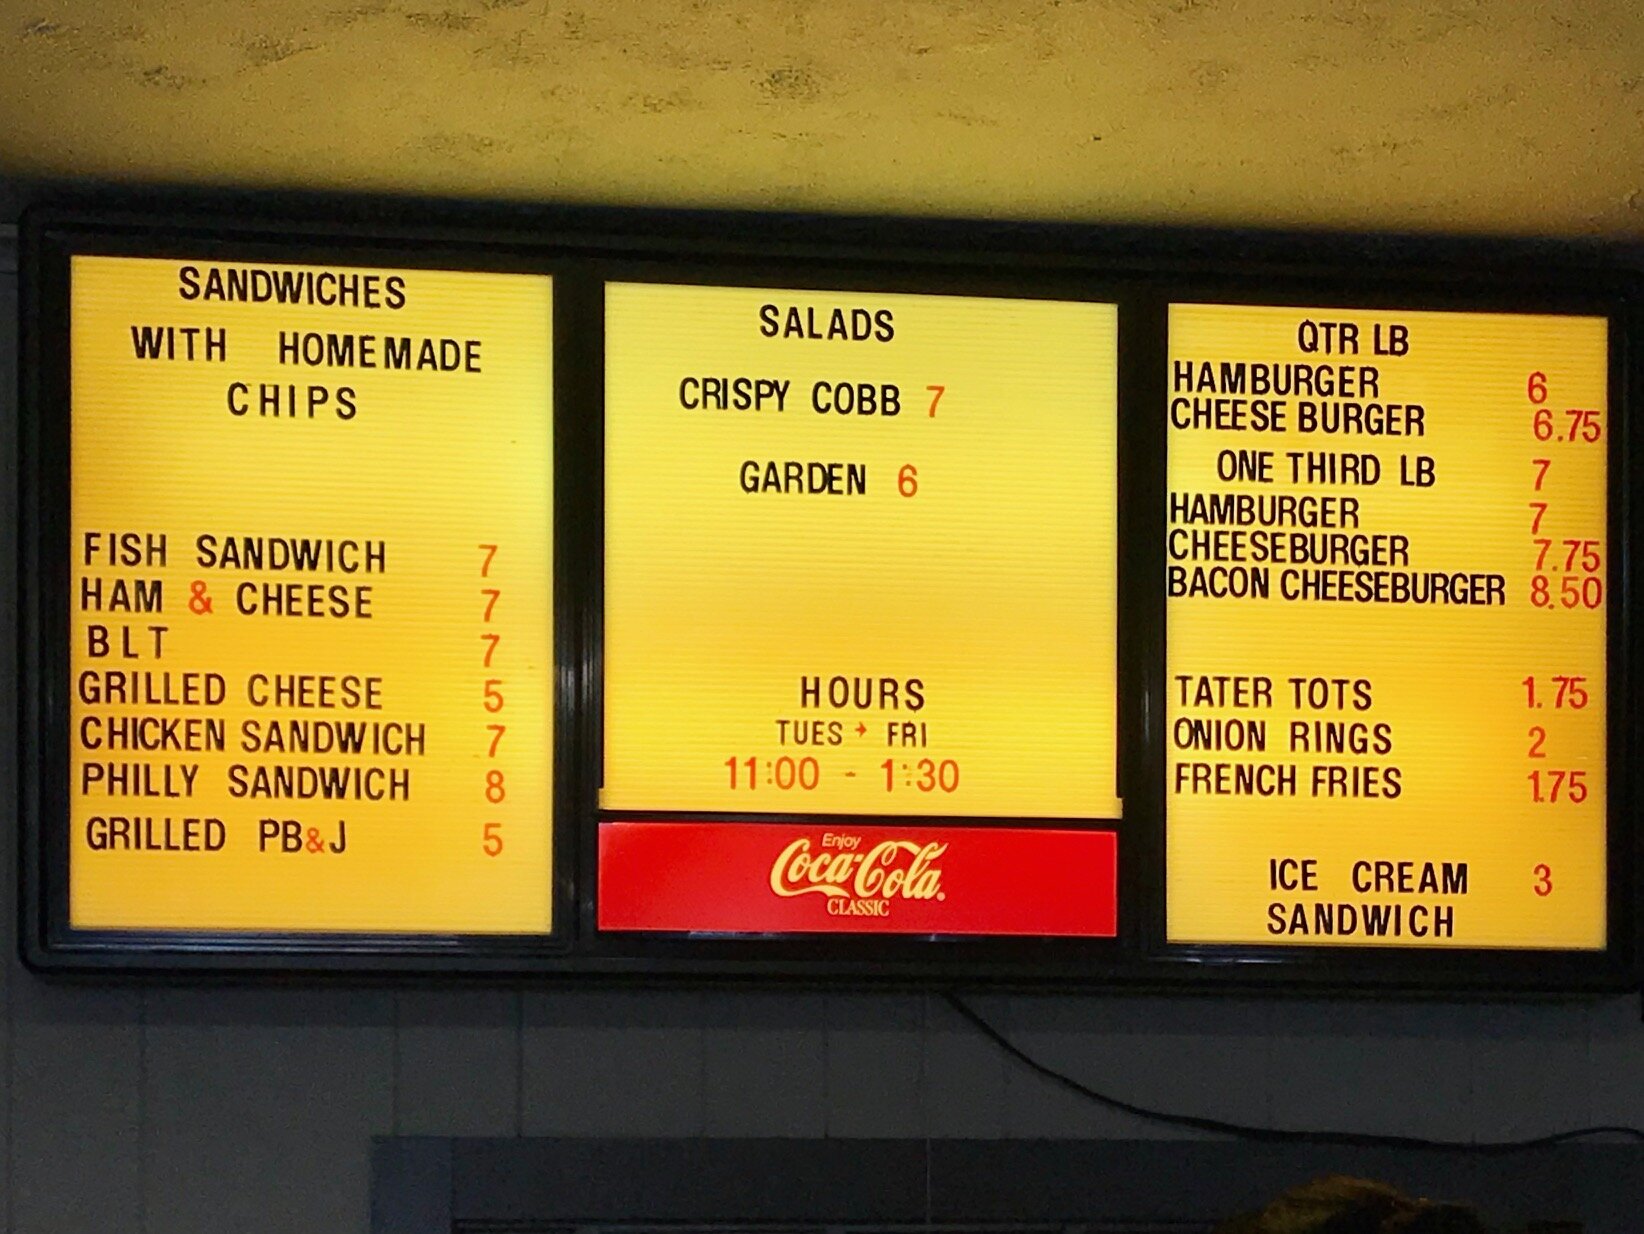 SANDWICHES
WITH HOMEMADE
CHIPS
FISH SANDWICH 7
HAM & CHEESE 7
BLT 7
GRILLED CHEESE 5
CHICKEN SANDWICH 7
PHILLY SANDWICH 8
GRILLED PB&J 5
SALADS
CRISPY COBB 7
GARDEN 6
HOURS
TUES → FRI
11:00 - 1:30
Enjoy
Coca-Cola
CLASSIC
QTR LB
HAMBURGER 6
CHEESE BURGER 6.75
ONE THIRD LB 7
HAMBURGER 7
CHEESEBURGER 7.75
BACON CHEESEBURGER 8.50
TATER TOTS 1.75
ONION RINGS 2
FRENCH FRIES 1.75
ICE CREAM 3
SANDWICH